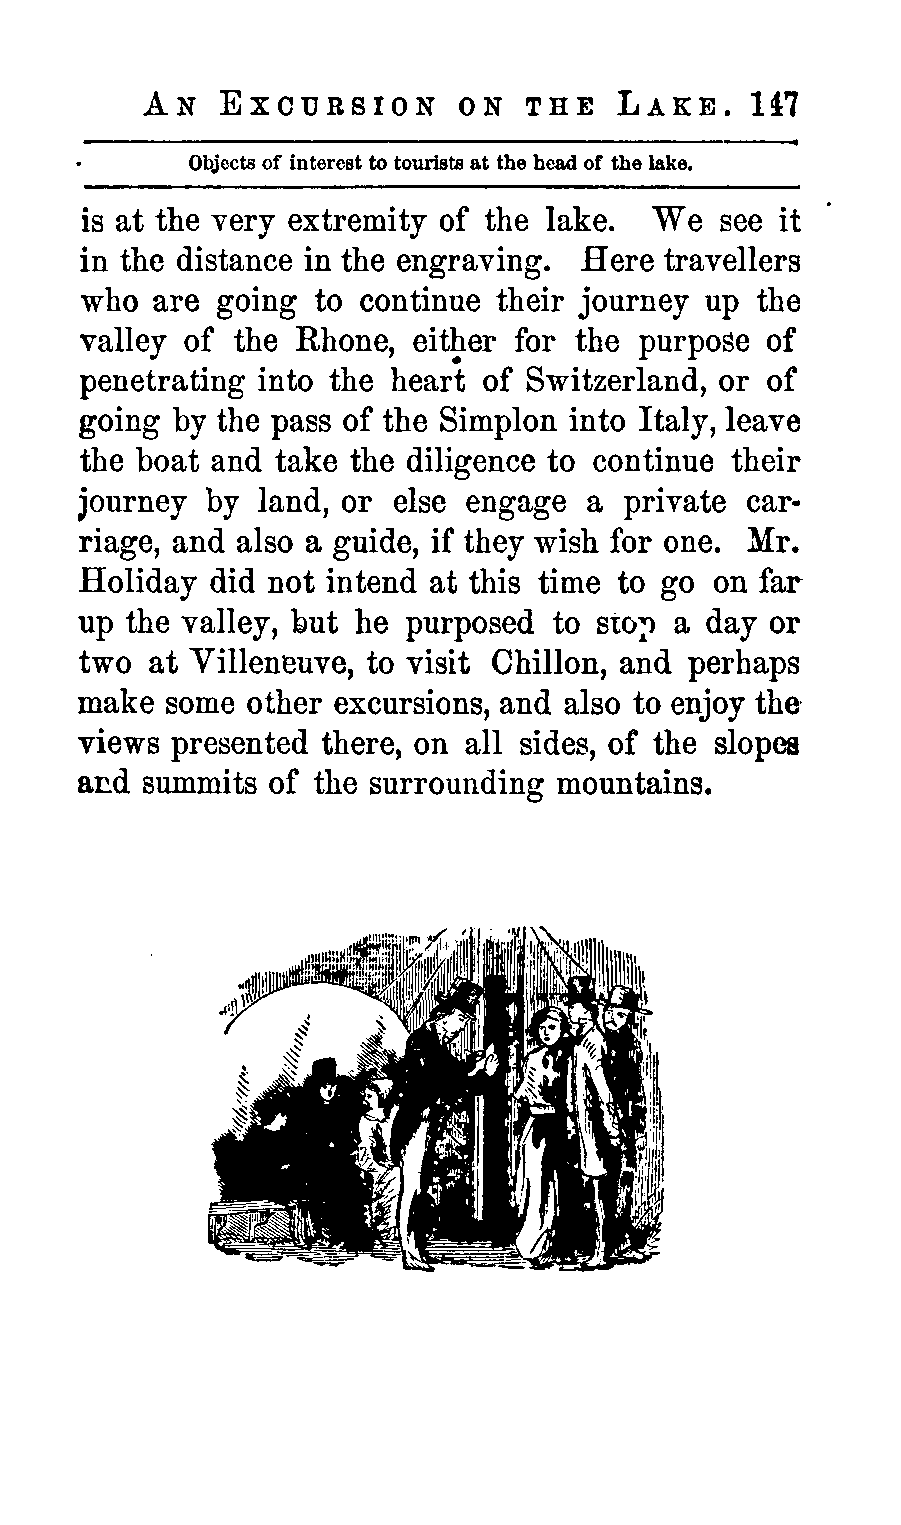 An Excursion on the Lake. 147
Objects of interest to tourists at the head of the lake.
is at the very extremity of the lake. We see it
in the distance in the engraving. Here travellers
who are going to continue their journey up the
valley of the Rhone, either for the purpose of
penetrating into the heart of Switzerland, or of
going by the pass of the Simplon into Italy, leave
the boat and take the diligence to continue their
journey by land, or else engage a private car-
riage, and also a guide, if they wish for one. Mr.
Holiday did not intend at this time to go on far
up the valley, but he purposed to stop a day or
two at Villeneuve, to visit Chillon, and perhaps
make some other excursions, and also to enjoy the
views presented there, on all sides, of the slopes
and summits of the surrounding mountains.